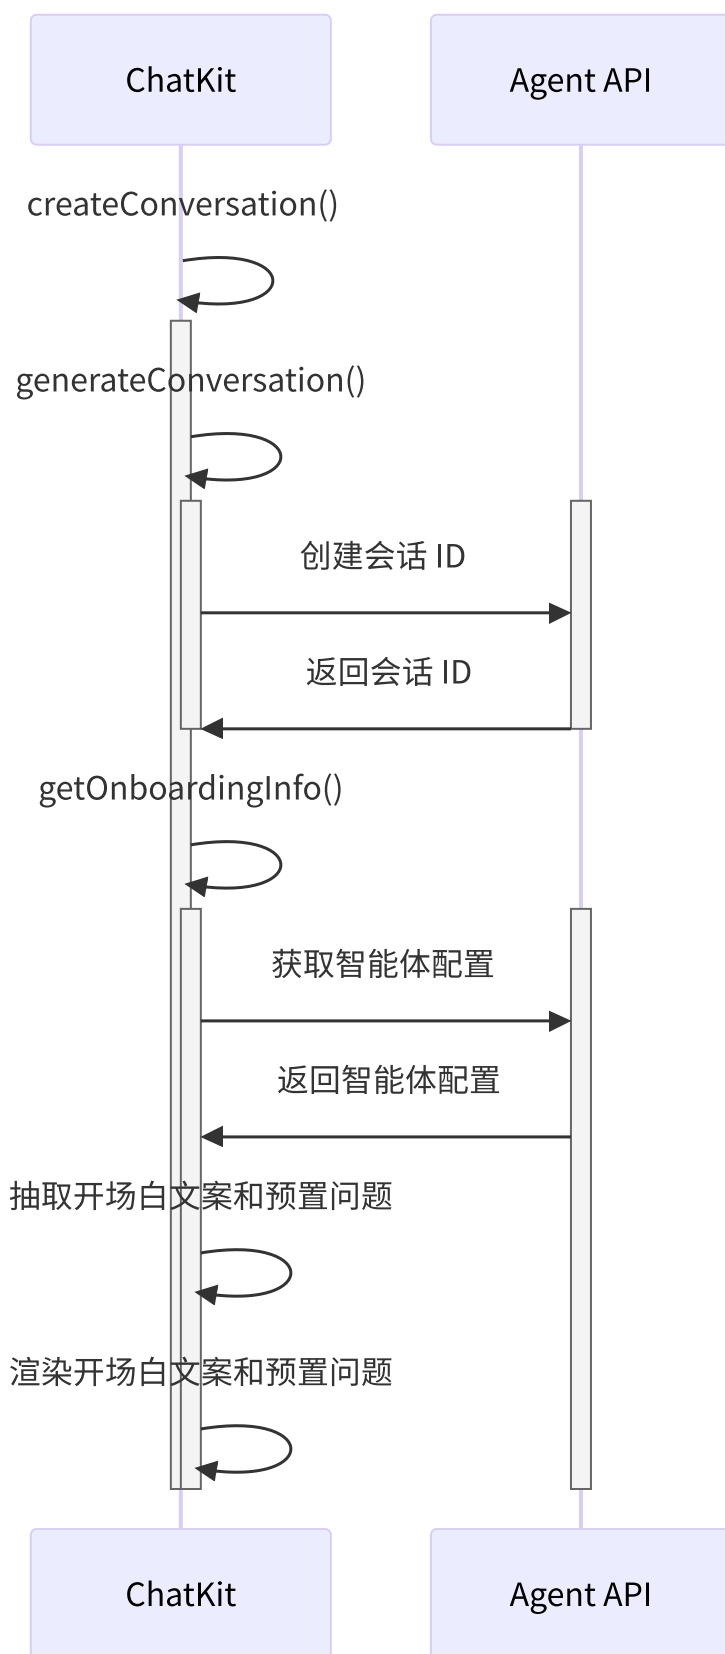 ChatKit
Agent API
createConversation()
generateConversation()
创建会话 ID
返回会话 ID
getOnboardingInfo()
获取智能体配置
返回智能体配置
抽取开场白文案和预置问题
渲染开场白文案和预置问题
ChatKit
Agent API